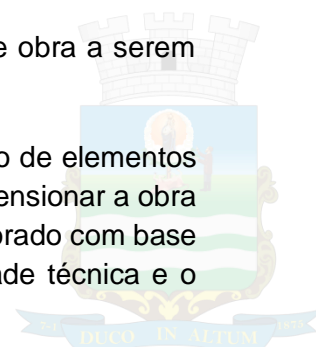 e obra a serem
o de elementos
ensionar a obra
orado com base
ade técnica e o
DUCO IN ALTUM